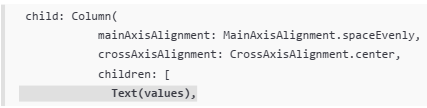 child: Column(
mainAxisAlignment: MainAxisAlignment.spaceEvenly,
crossAxisAlignment: CrossAxisAlignment.center,
children: [
Text(values),